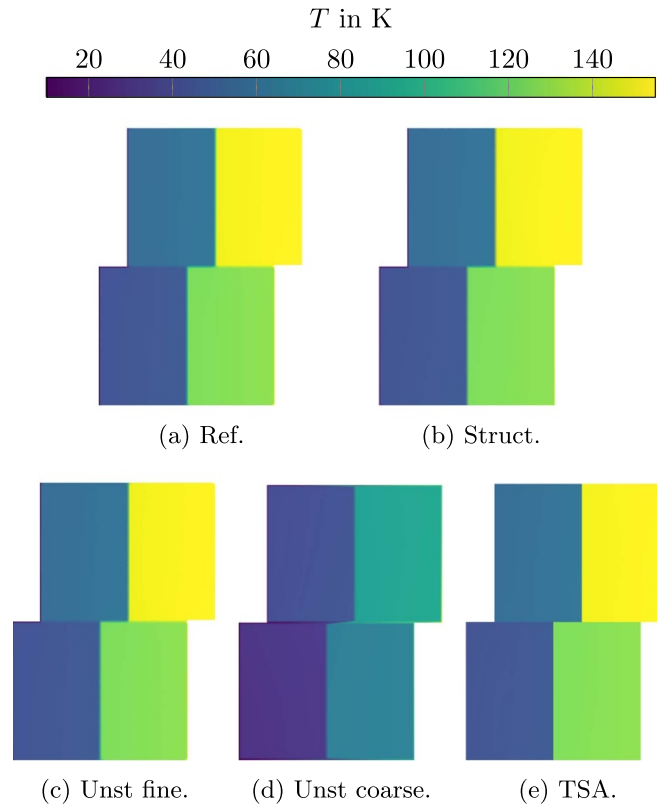 T in K
20 40 60 80 100 120 140
(a) Ref. (b) Struct.
(c) Unst fine. (d) Unst coarse. (e) TSA.